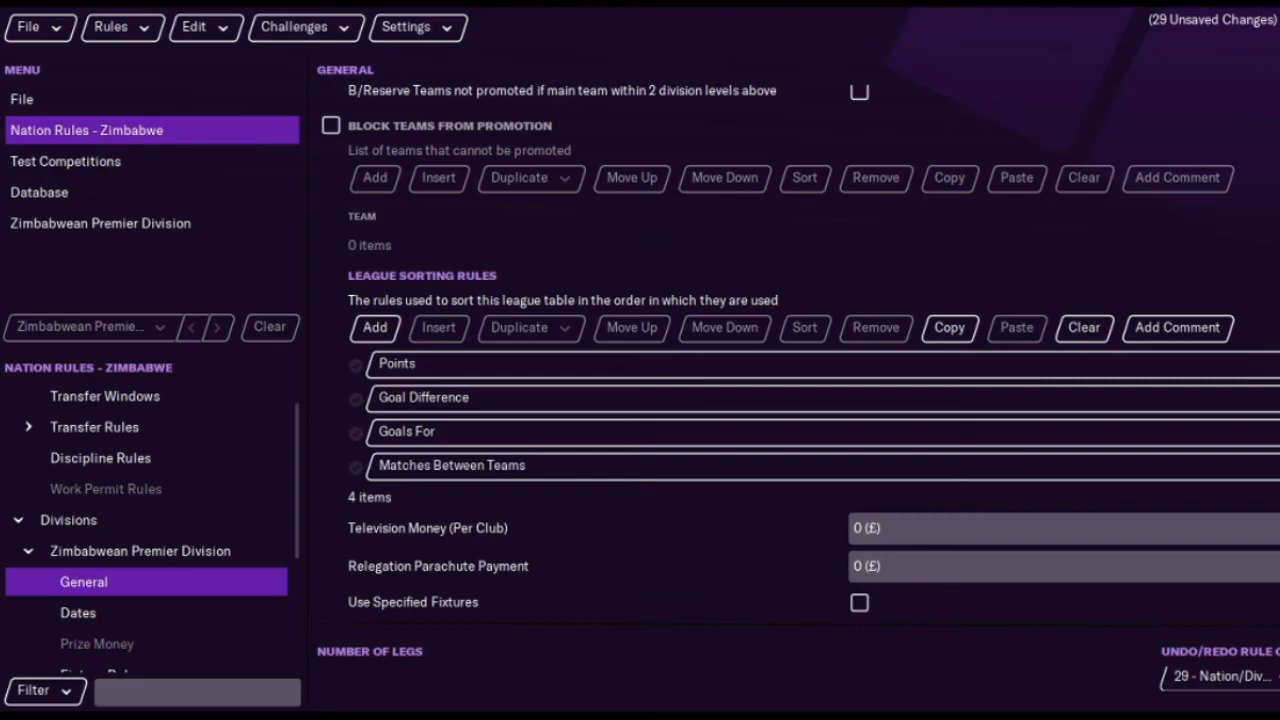 File Rules Edit Challenges Settings (29 Unsaved Changes)
MENU
File
Nation Rules - Zimbabwe
Test Competitions
Database
Zimbabwean Premier Division
Zimbabwean Premie... Clear
NATION RULES - ZIMBABWE
Transfer Windows
Transfer Rules
Discipline Rules
Work Permit Rules
Divisions
Zimbabwean Premier Division
General
Dates
Prize Money
Filter
GENERAL
B/Reserve Teams not promoted if main team within 2 division levels above
BLOCK TEAMS FROM PROMOTION
List of teams that cannot be promoted
Add Insert Duplicate Move Up Move Down Sort Remove Copy Paste Clear Add Comment
TEAM
0 items
LEAGUE SORTING RULES
The rules used to sort this league table in the order in which they are used
Add Insert Duplicate Move Up Move Down Sort Remove Copy Paste Clear Add Comment
Points
Goal Difference
Goals For
Matches Between Teams
4 items
Television Money (Per Club) 0 (£)
Relegation Parachute Payment 0 (£)
Use Specified Fixtures
NUMBER OF LEGS
UNDO/REDO RULE
29 - Nation/Div...